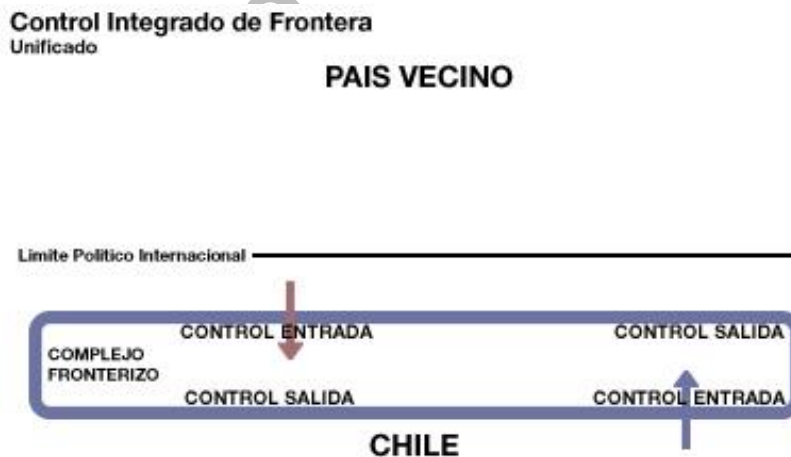 Control Integrado de Frontera
Unificado
PAIS VECINO
Limite Politico Internacional
CONTROL ENTRADA
CONTROL SALIDA
COMPLEJO
FRONTERIZO
CONTROL SALIDA
CONTROL ENTRADA
CHILE